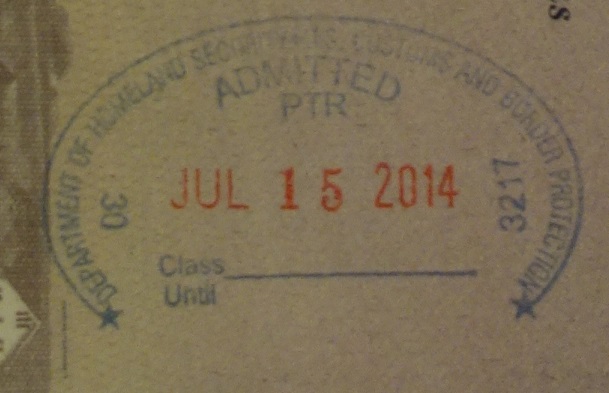 DEPARTMENT OF HOMELAND SECURITY • U.S. CUSTOMS AND BORDER PROTECTION
ADMITTED
PTR
30
JUL 15 2014
3217
Class
Until
s